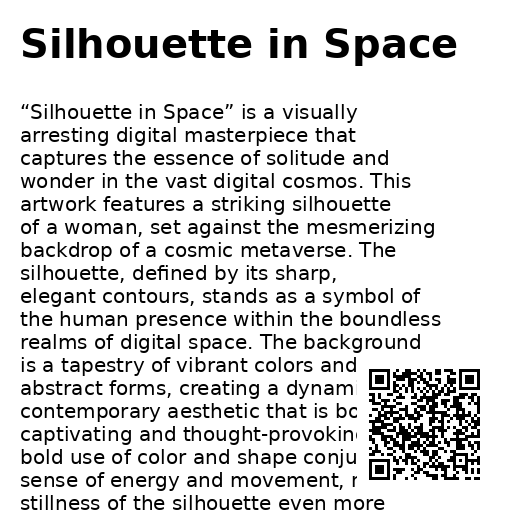 Silhouette in Space
“Silhouette in Space” is a visually
arresting digital masterpiece that
captures the essence of solitude and
wonder in the vast digital cosmos. This
artwork features a striking silhouette
of a woman, set against the mesmerizing
backdrop of a cosmic metaverse. The
silhouette, defined by its sharp,
elegant contours, stands as a symbol of
the human presence within the boundless
realms of digital space. The background
is a tapestry of vibrant colors and
abstract forms, creating a
contemporary aesthetic that is
captivating and
bold use of color and shape
sense of energy and movement,
stillness of the silhouette even more